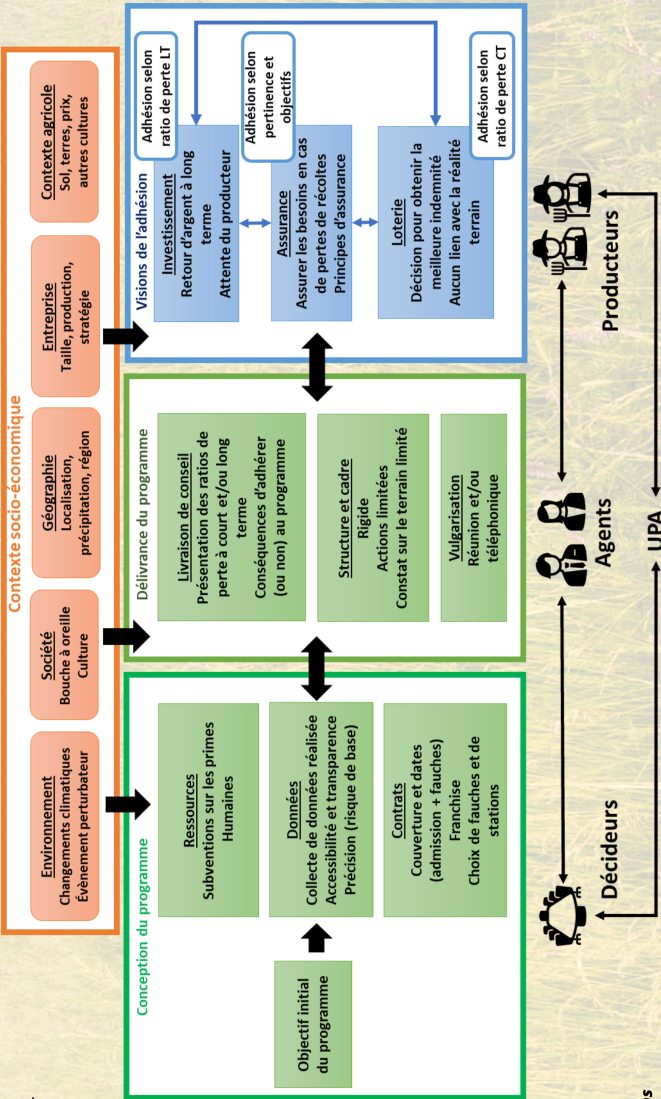 Contexte socio-économique
Environnement
Changements climatiques
Évènement perturbateur
Société
Bouche à oreille
Culture
Géographie
Localisation,
précipitation, région
Entreprise
Taille, production,
stratégie
Contexte agricole
Sol, terres, prix,
autres cultures
Conception du programme
Objectif initial
du programme
Ressources
Subventions sur les primes
Humaines
Données
Collecte de données réalisée
Accessibilité et transparence
Précision (risque de base)
Contrats
Couverture et dates
(admission + fauches)
Franchise
Choix de fauches et de
stations
Délivrance du programme
Livraison de conseil
Présentation des ratios de
perte à court et/ou long
terme
Conséquences d'adhérer
(ou non) au programme
Structure et cadre
Rigide
Actions limitées
Constat sur le terrain limité
Vulgarisation
Réunion et/ou
téléphonique
Visions de l'adhésion
Investissement
Retour d'argent à long
terme
Attente du producteur
Adhésion selon
ratio de perte LT
Assurance
Assurer les besoins en cas
de pertes de récoltes
Principes d'assurance
Adhésion selon
pertinence et
objectifs
Loterie
Décision pour obtenir la
meilleure indemnité
Aucun lien avec la réalité
terrain
Adhésion selon
ratio de perte CT
Décideurs
Agents
Producteurs
UPA